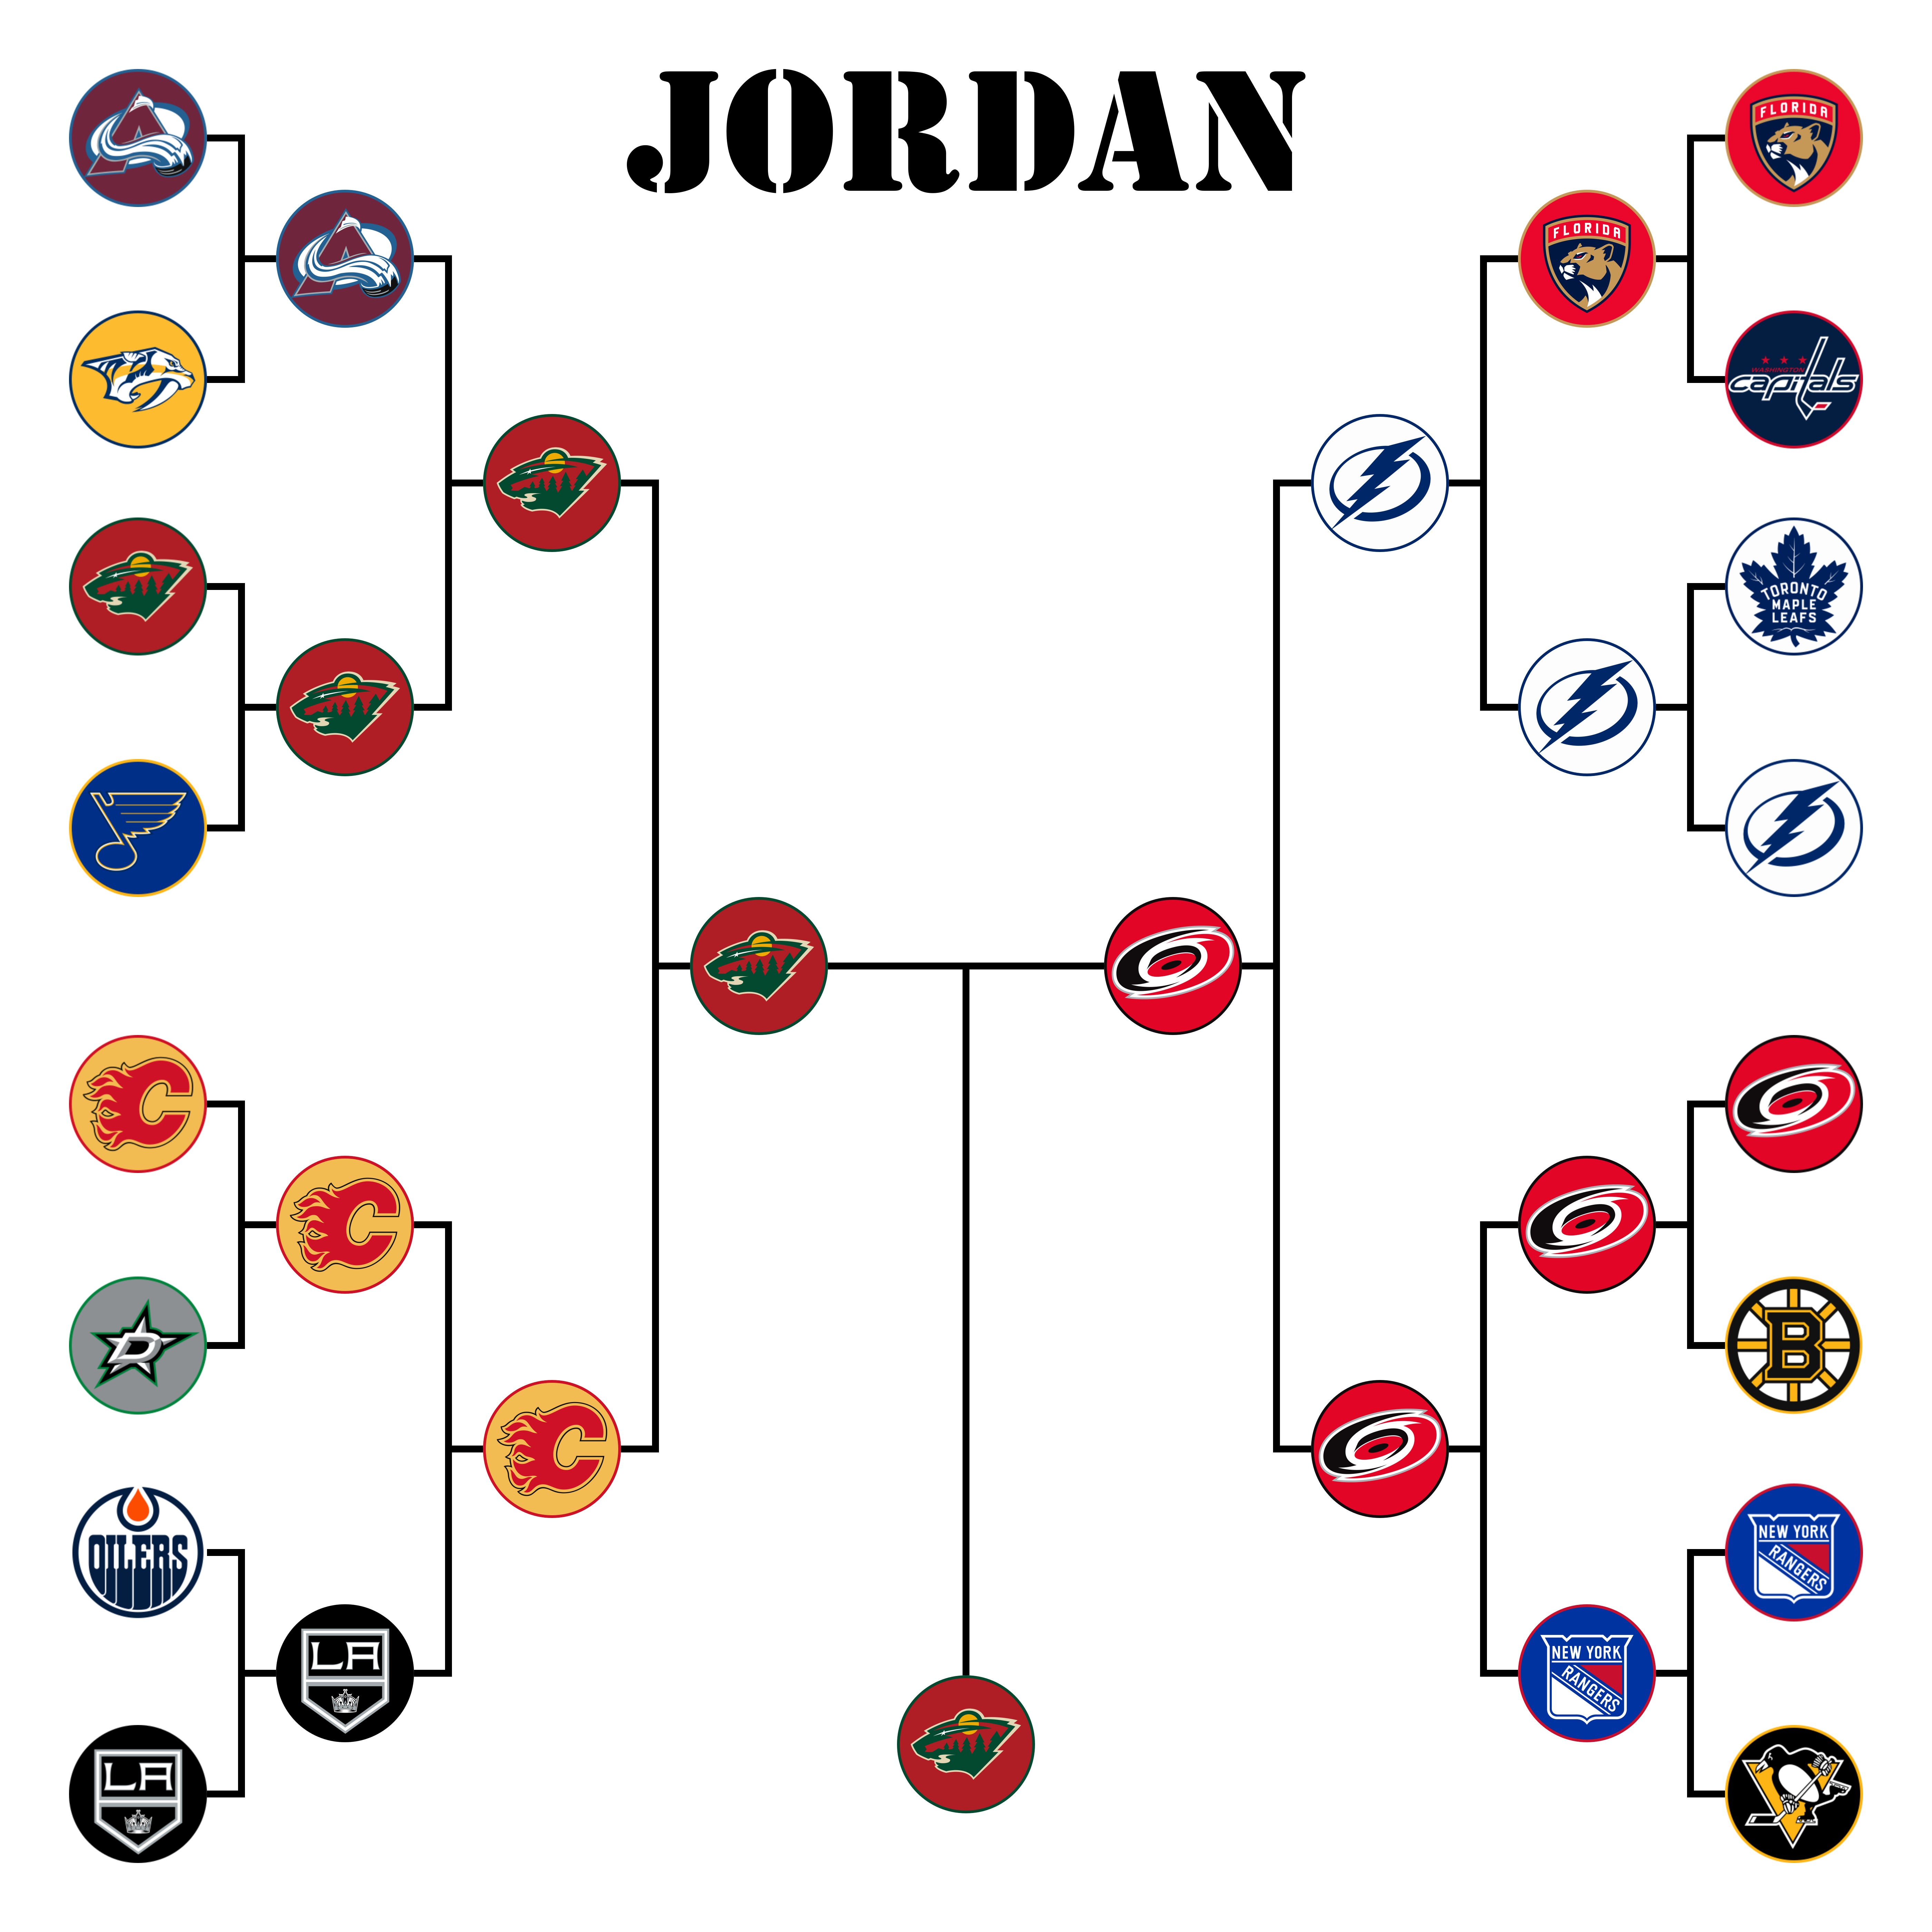 JORDAN
FLORIDA
FLORIDA
WASHINGTON
capitals
TORONTO
MAPLE
LEAFS
C
C
B
C
D
OILERS
NEW YORK
RANGERS
LA
NEW YORK
RANGERS
LA